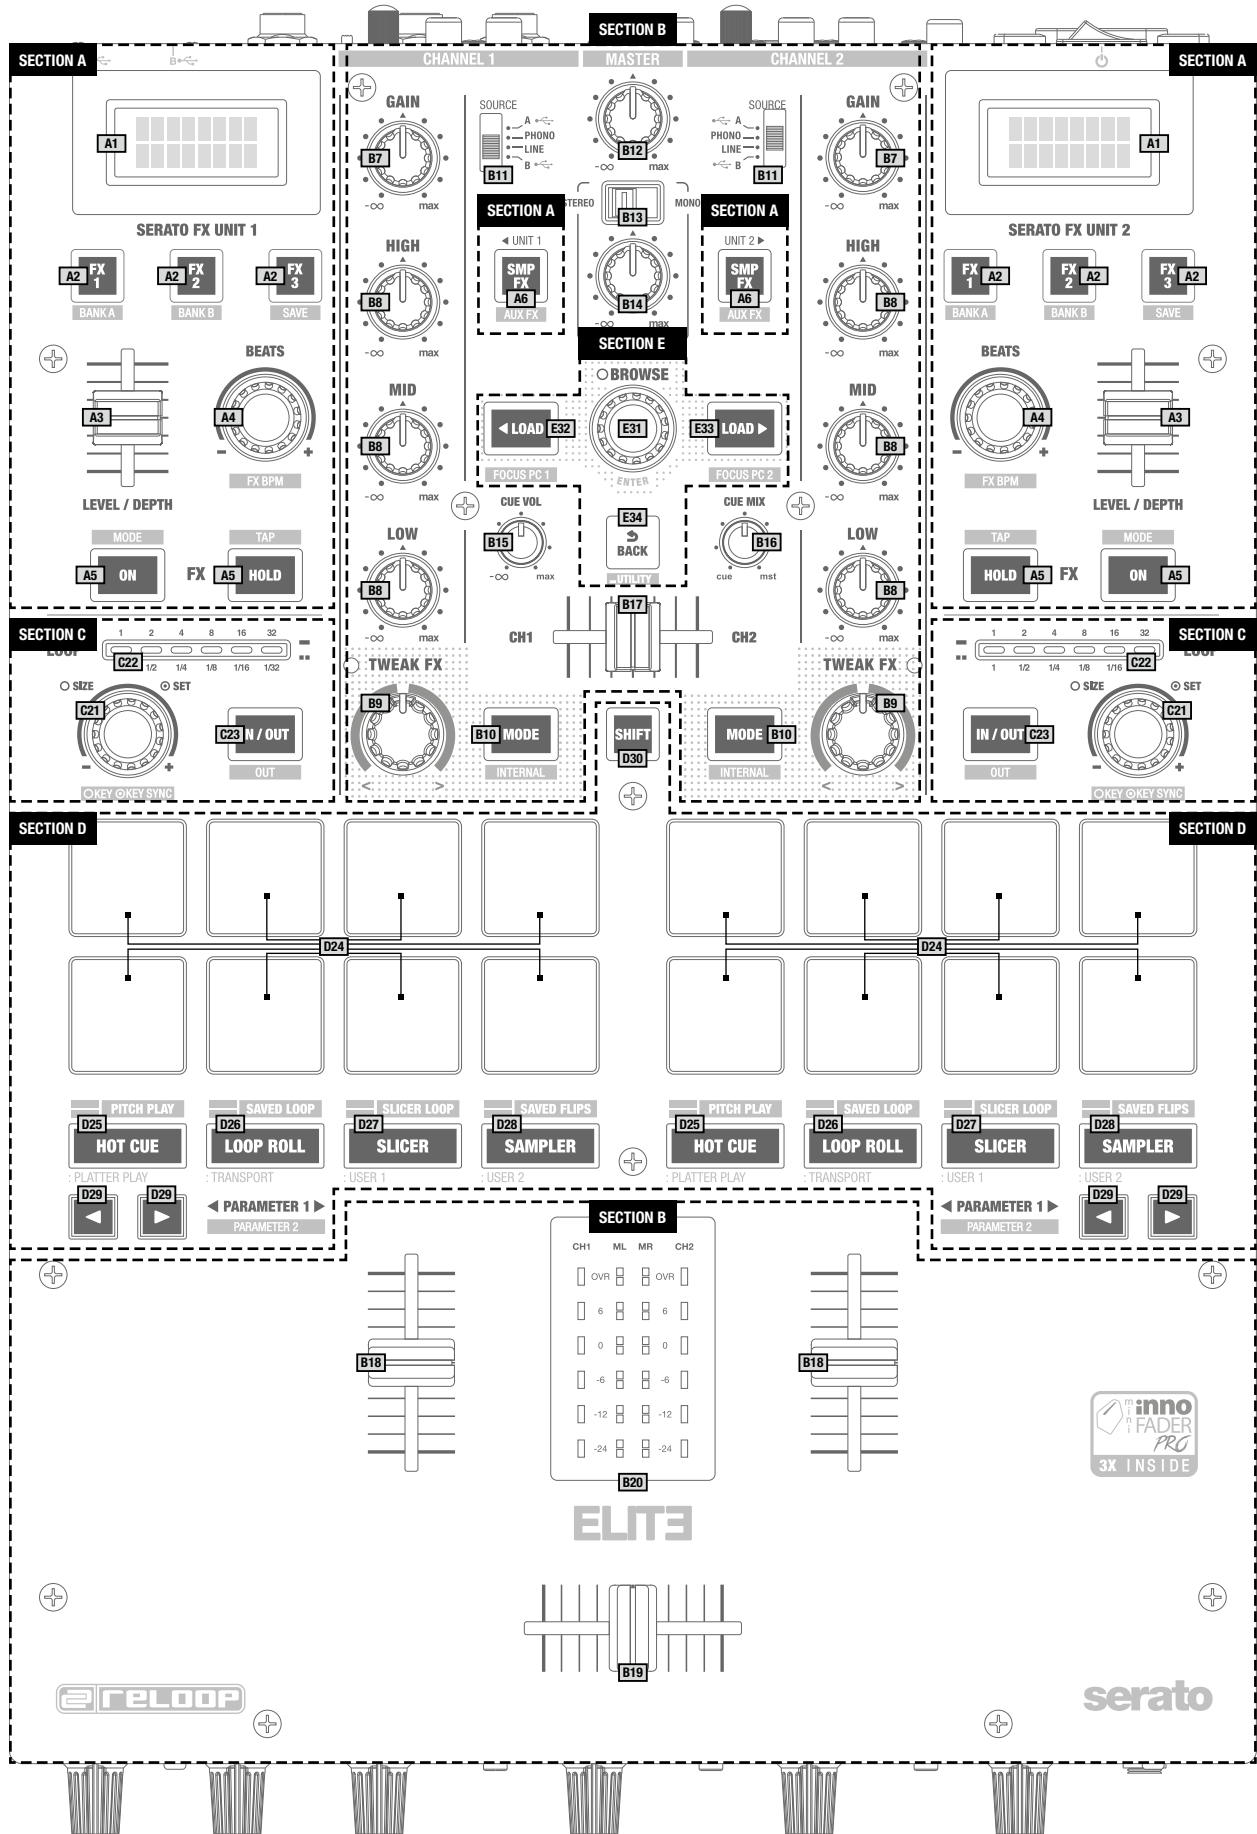 SECTION A
SECTION B
SECTION A
B
CHANNEL 1
MASTER
CHANNEL 2
GAIN
SOURCE
A
PHONO
LINE
B
SOURCE
A
PHONO
LINE
B
GAIN
A1
B7
B11
B12
B11
B7
A1
-∞ max
-∞ max
-∞ max
STEREO
B13
MONO
SECTION A
SECTION A
SERATO FX UNIT 1
HIGH
◀ UNIT 1
UNIT 2 ▶
HIGH
SERATO FX UNIT 2
A2 FX 1
A2 FX 2
A2 FX 3
B8
SMP FX
A6
B14
SMP FX
A6
B8
FX 1 A2
FX 2 A2
FX 3 A2
BANK A
BANK B
SAVE
AUX FX
max
AUX FX
BANK A
BANK B
SAVE
-∞ max
-∞ max
SECTION E
BEATS
BROWSE
BEATS
MID
MID
A3
A4
B8
◀ LOAD E32
E31
E33 LOAD ▶
B8
A4
A3
- +
- +
FX BPM
FOCUS PC 1
ENTER
FOCUS PC 2
FX BPM
-∞ max
-∞ max
LEVEL / DEPTH
CUE VOL
CUE MIX
LEVEL / DEPTH
MODE
TAP
LOW
B15
E34
BACK
B16
LOW
TAP
MODE
A5 ON
FX
A5 HOLD
B8
-∞ max
UTILITY
cue mst
B8
HOLD A5
FX
ON A5
-∞ max
B17
-∞ max
SECTION C
1 2 4 8 16 32
CH1
CH2
1 2 4 8 16 32
SECTION C
LOOP
C22
1/2 1/4 1/8 1/16 1/32
TWEAK FX
TWEAK FX
1 1/2 1/4 1/8 1/16
C22
LOOP
SIZE
SET
SIZE
SET
C21
C23 IN / OUT
B9
B10 MODE
SHIFT
D30
MODE B10
B9
IN / OUT C23
C21
- +
OUT
< >
INTERNAL
INTERNAL
< >
OUT
- +
KEY KEY SYNC
KEY KEY SYNC
SECTION D
SECTION D
D24
D24
PITCH PLAY
SAVED LOOP
SLICER LOOP
SAVED FLIPS
PITCH PLAY
SAVED LOOP
SLICER LOOP
SAVED FLIPS
D25
D26
D27
D28
D25
D26
D27
D28
HOT CUE
LOOP ROLL
SLICER
SAMPLER
HOT CUE
LOOP ROLL
SLICER
SAMPLER
: PLATTER PLAY
: TRANSPORT
: USER 1
: USER 2
: PLATTER PLAY
: TRANSPORT
: USER 1
: USER 2
D29
D29
◀ PARAMETER 1 ▶
PARAMETER 2
◀ PARAMETER 1 ▶
PARAMETER 2
D29
D29
SECTION B
CH1 ML MR CH2
OVR OVR
6 6
0 0
-6 -6
-12 -12
-24 -24
B18
B18
B20
mini inno
FADER
PRO
3X INSIDE
ELITE
B19
RELOOP
serato